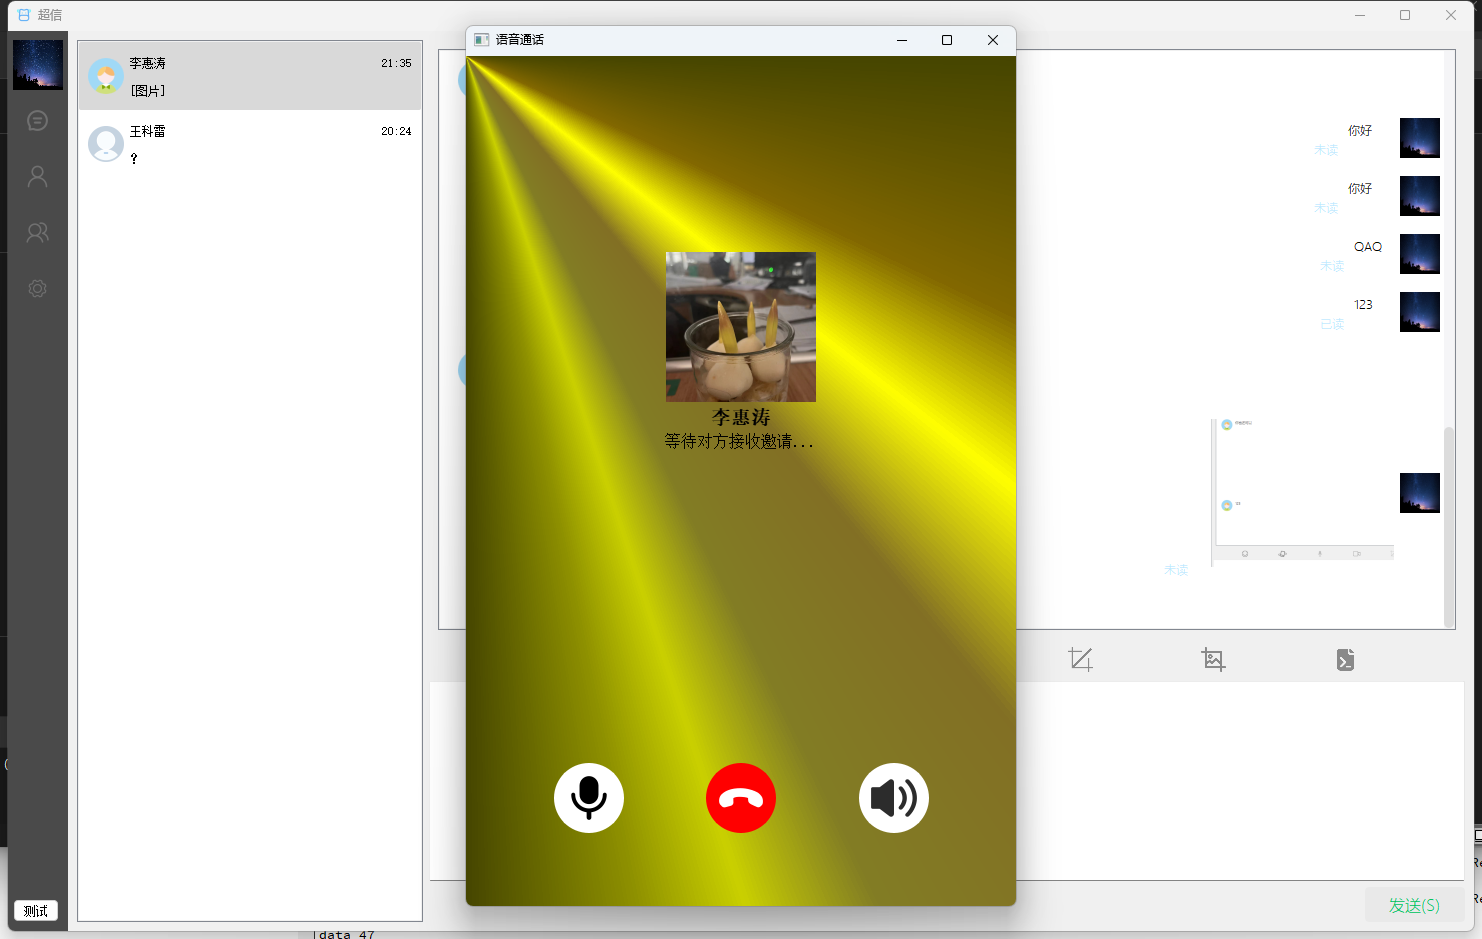 超信
语音通话
李惠涛
21:35
[图片]
王科雷
20:24
?
你好
未读
你好
未读
QAQ
未读
123
已读
李惠涛
等待对方接收邀请...
未读
测试
发送(S)
data 47